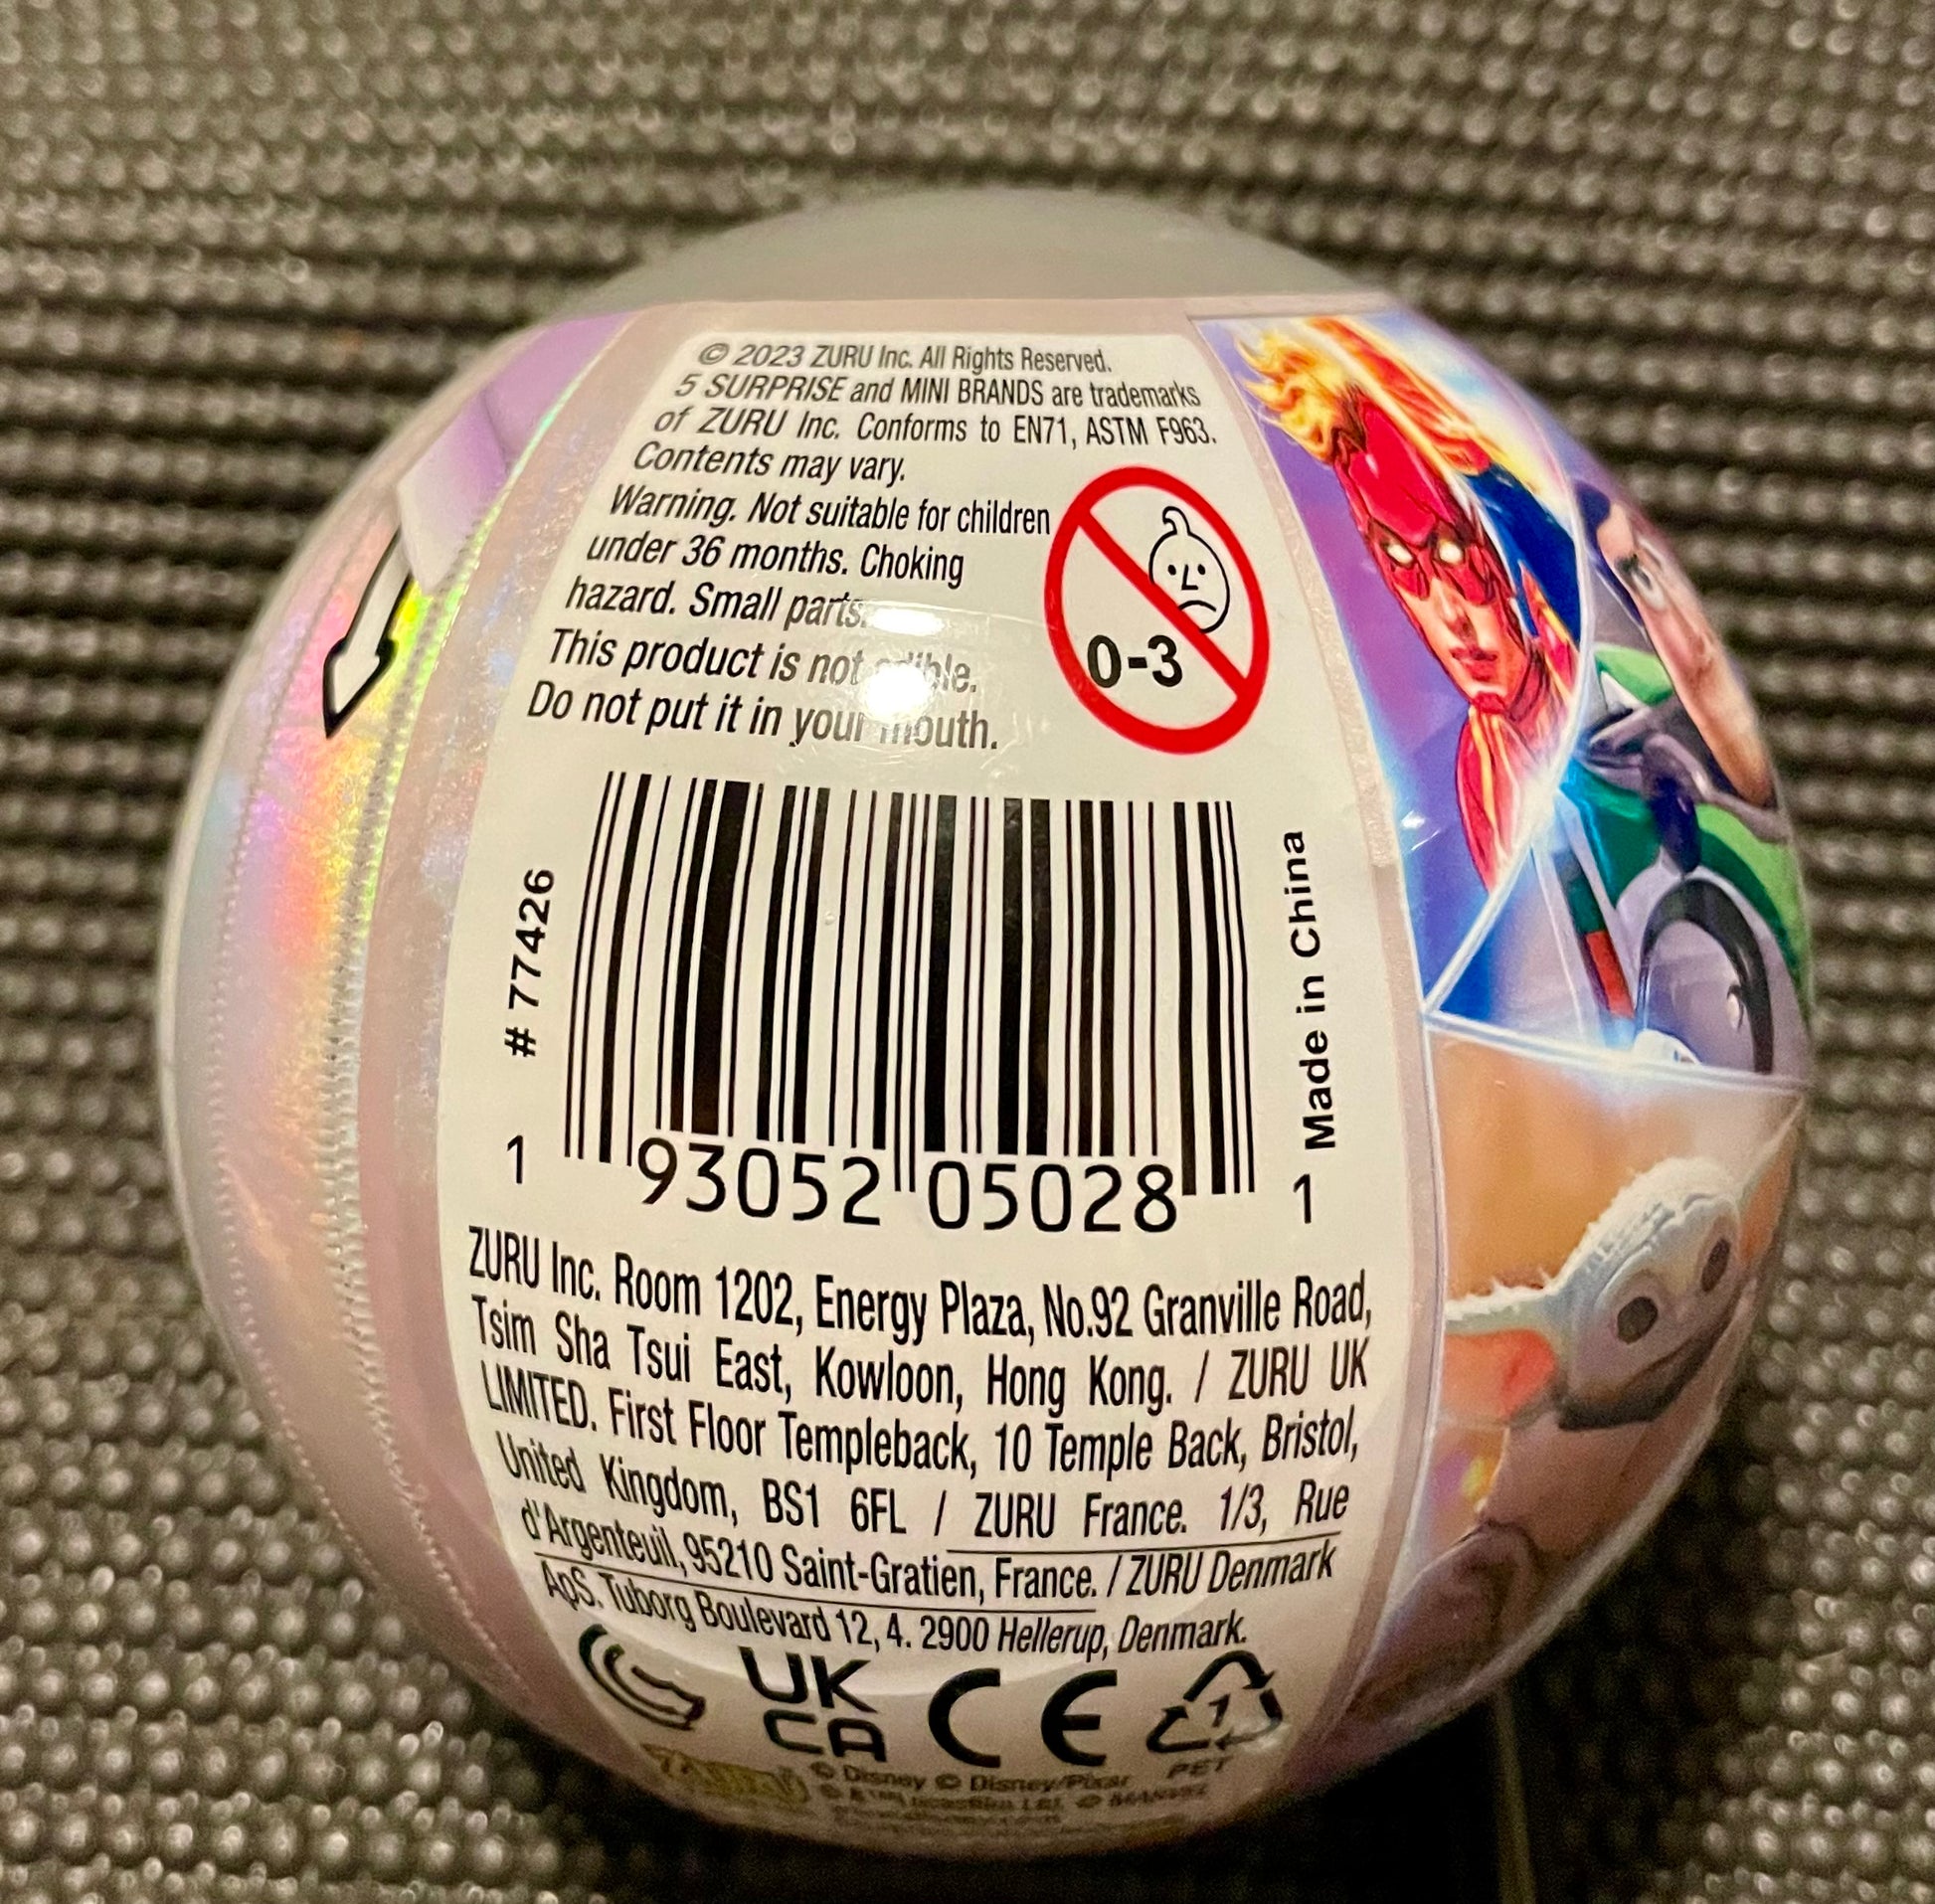 © 2023 ZURU Inc. All Rights Reserved.
5 SURPRISE and MINI BRANDS are trademarks
of ZURU Inc. Conforms to EN71, ASTM F963.
Contents may vary.
Warning. Not suitable for children
under 36 months. Choking
hazard. Small parts.
This product is not edible.
Do not put it in your mouth.
0-3
# 77426
Made in China
1 93052 05028 1
ZURU Inc. Room 1202, Energy Plaza, No.92 Granville Road,
Tsim Sha Tsui East, Kowloon, Hong Kong. / ZURU UK
LIMITED. First Floor Templeback, 10 Temple Back, Bristol,
United Kingdom, BS1 6FL / ZURU France. 1/3, Rue
d'Argenteuil, 95210 Saint-Gratien, France. / ZURU Denmark
ApS. Tuborg Boulevard 12, 4. 2900 Hellerup, Denmark.
UK
CA CE 1
PET
© Disney © Disney/Pixar
© & ™ Lucasfilm Ltd. © MARVEL